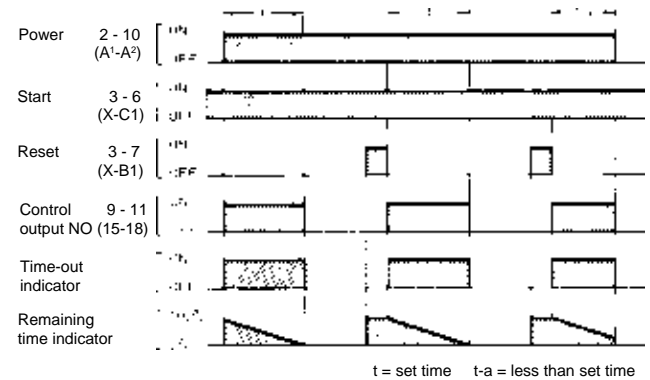 Power 2 - 10
(A¹-A²)
Start 3 - 6
(X-C1)
Reset 3 - 7
(X-B1)
Control 9 - 11
output NO (15-18)
Time-out
indicator
Remaining
time indicator
t = set time t-a = less than set time